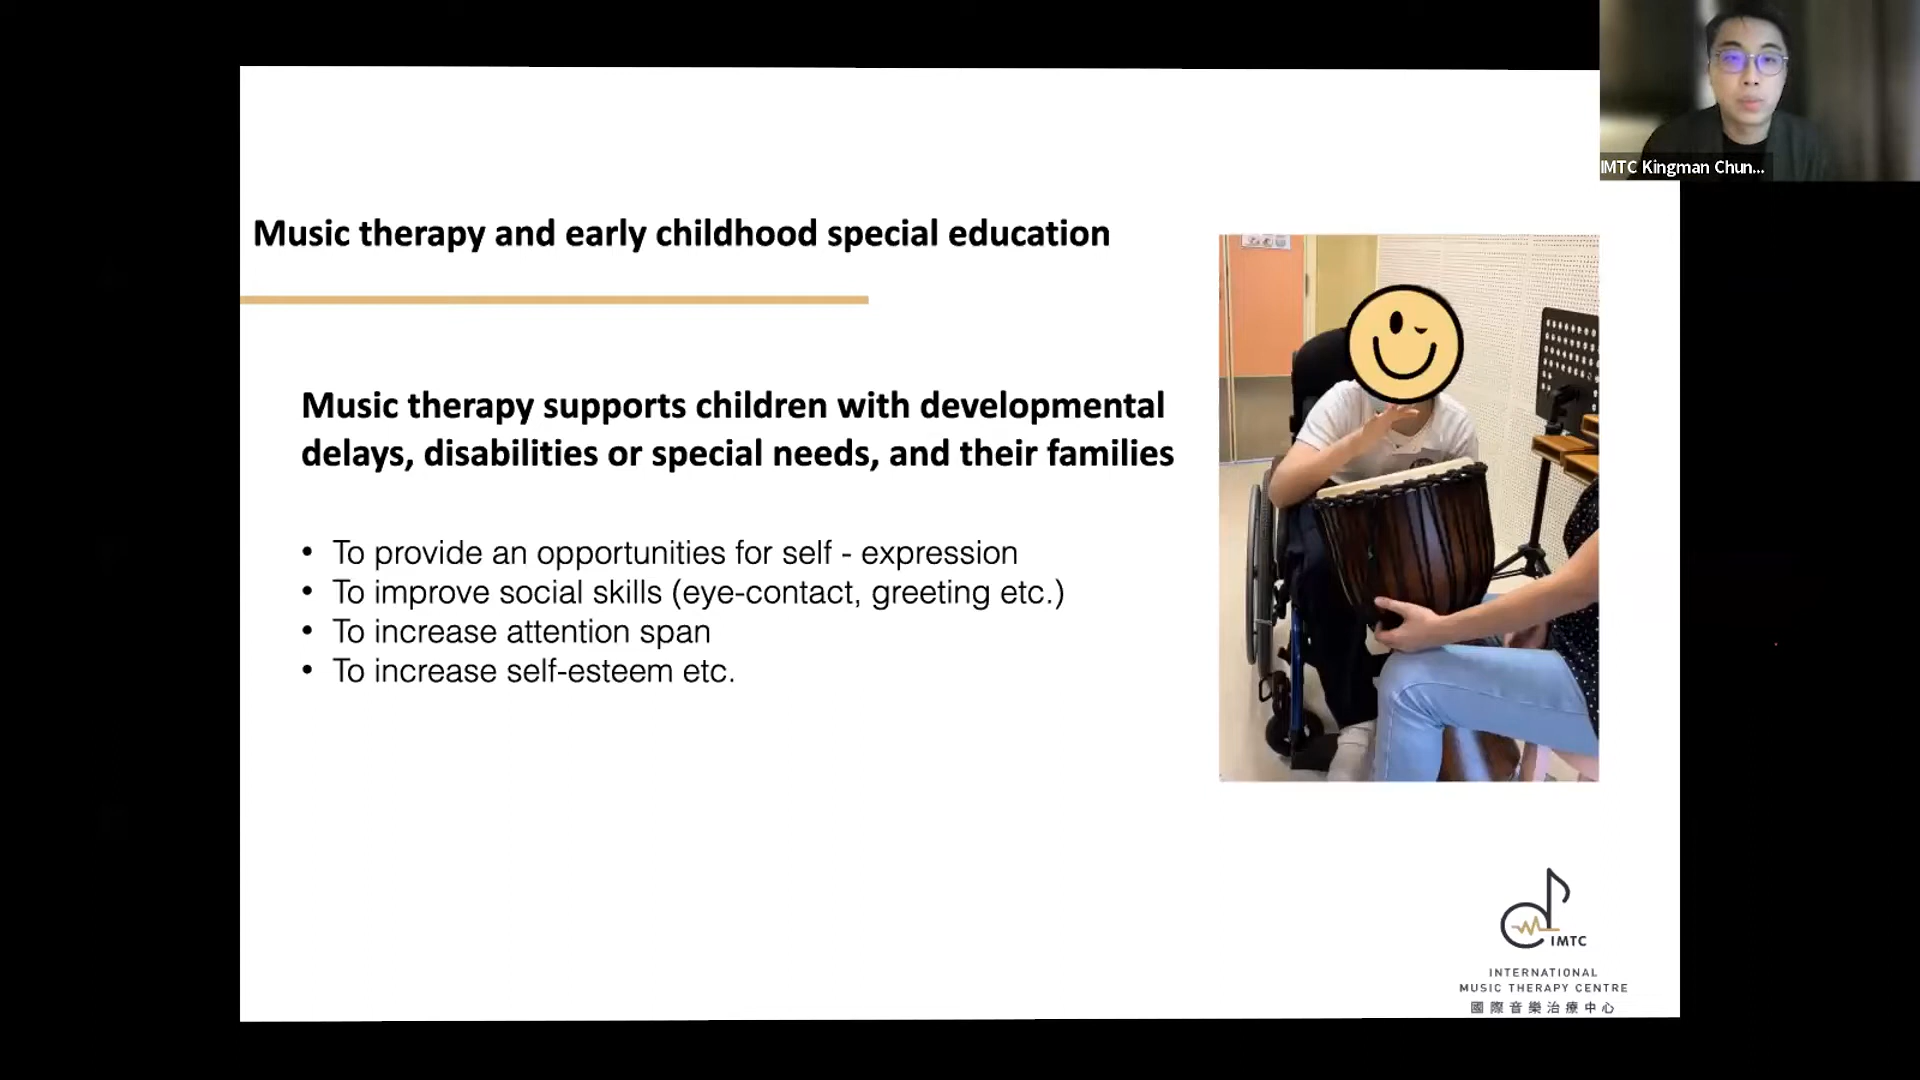 IMTC Kingman Chun...
Music therapy and early childhood special education
Music therapy supports children with developmental
delays, disabilities or special needs, and their families
• To provide an opportunities for self - expression
• To improve social skills (eye-contact, greeting etc.)
• To increase attention span
• To increase self-esteem etc.
IMTC
INTERNATIONAL
MUSIC THERAPY CENTRE
國際音樂治療中心